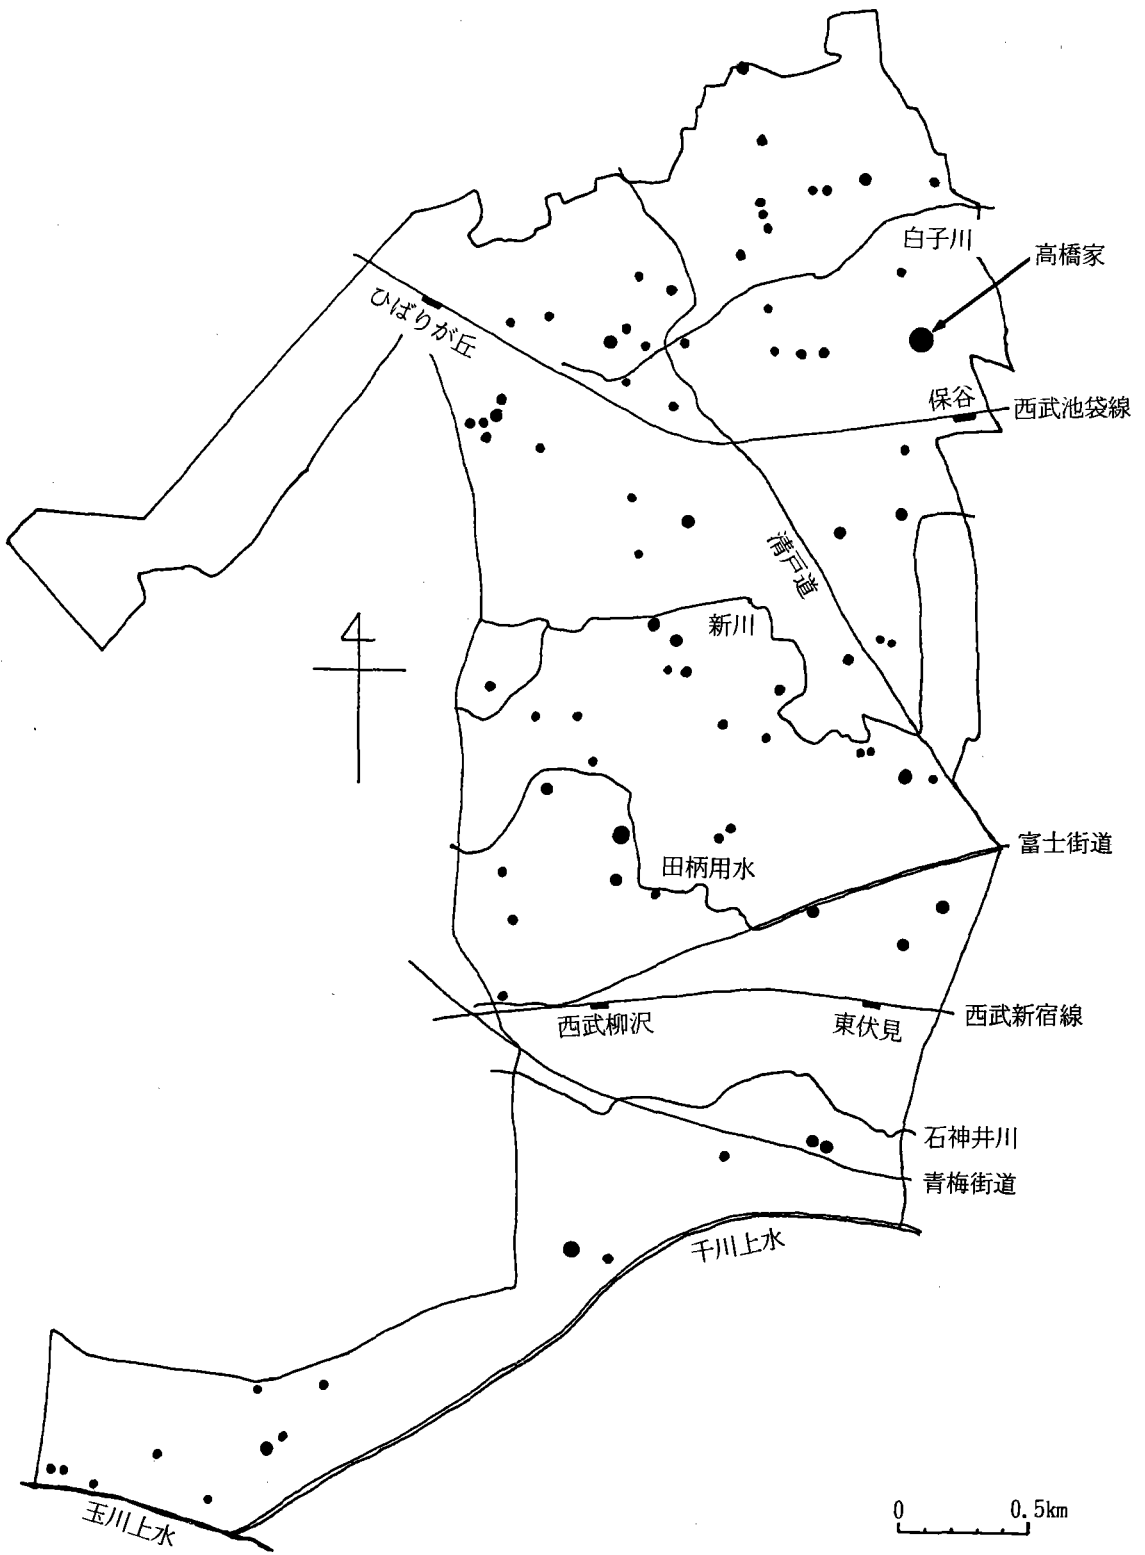 白子川
高橋家
ひばりが丘
保谷
西武池袋線
清戸道
新川
富士街道
田柄用水
西武柳沢
東伏見
西武新宿線
石神井川
青梅街道
千川上水
玉川上水
0 0.5km